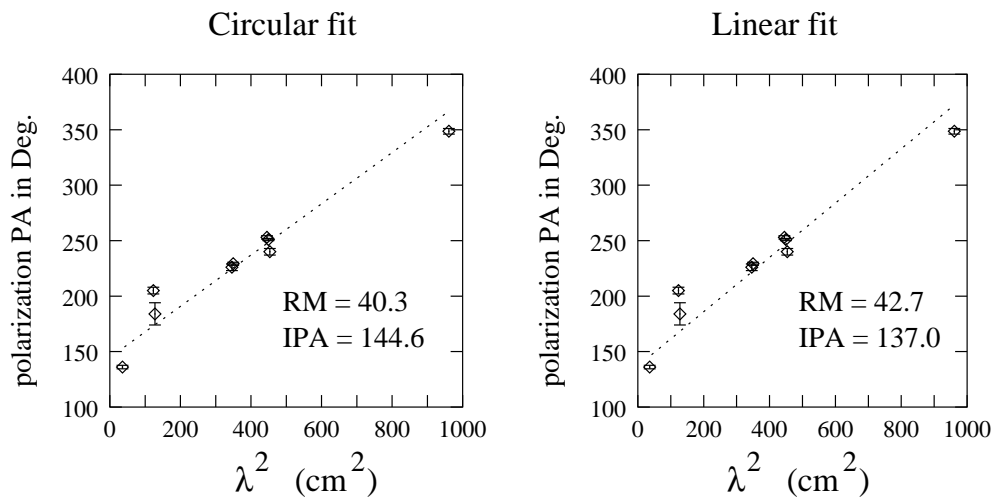 Circular fit
polarization PA in Deg.
400
350
300
250
200
150
100
RM = 40.3
IPA = 144.6
0 200 400 600 800 1000
λ² (cm²)
Linear fit
polarization PA in Deg.
400
350
300
250
200
150
100
RM = 42.7
IPA = 137.0
0 200 400 600 800 1000
λ² (cm²)